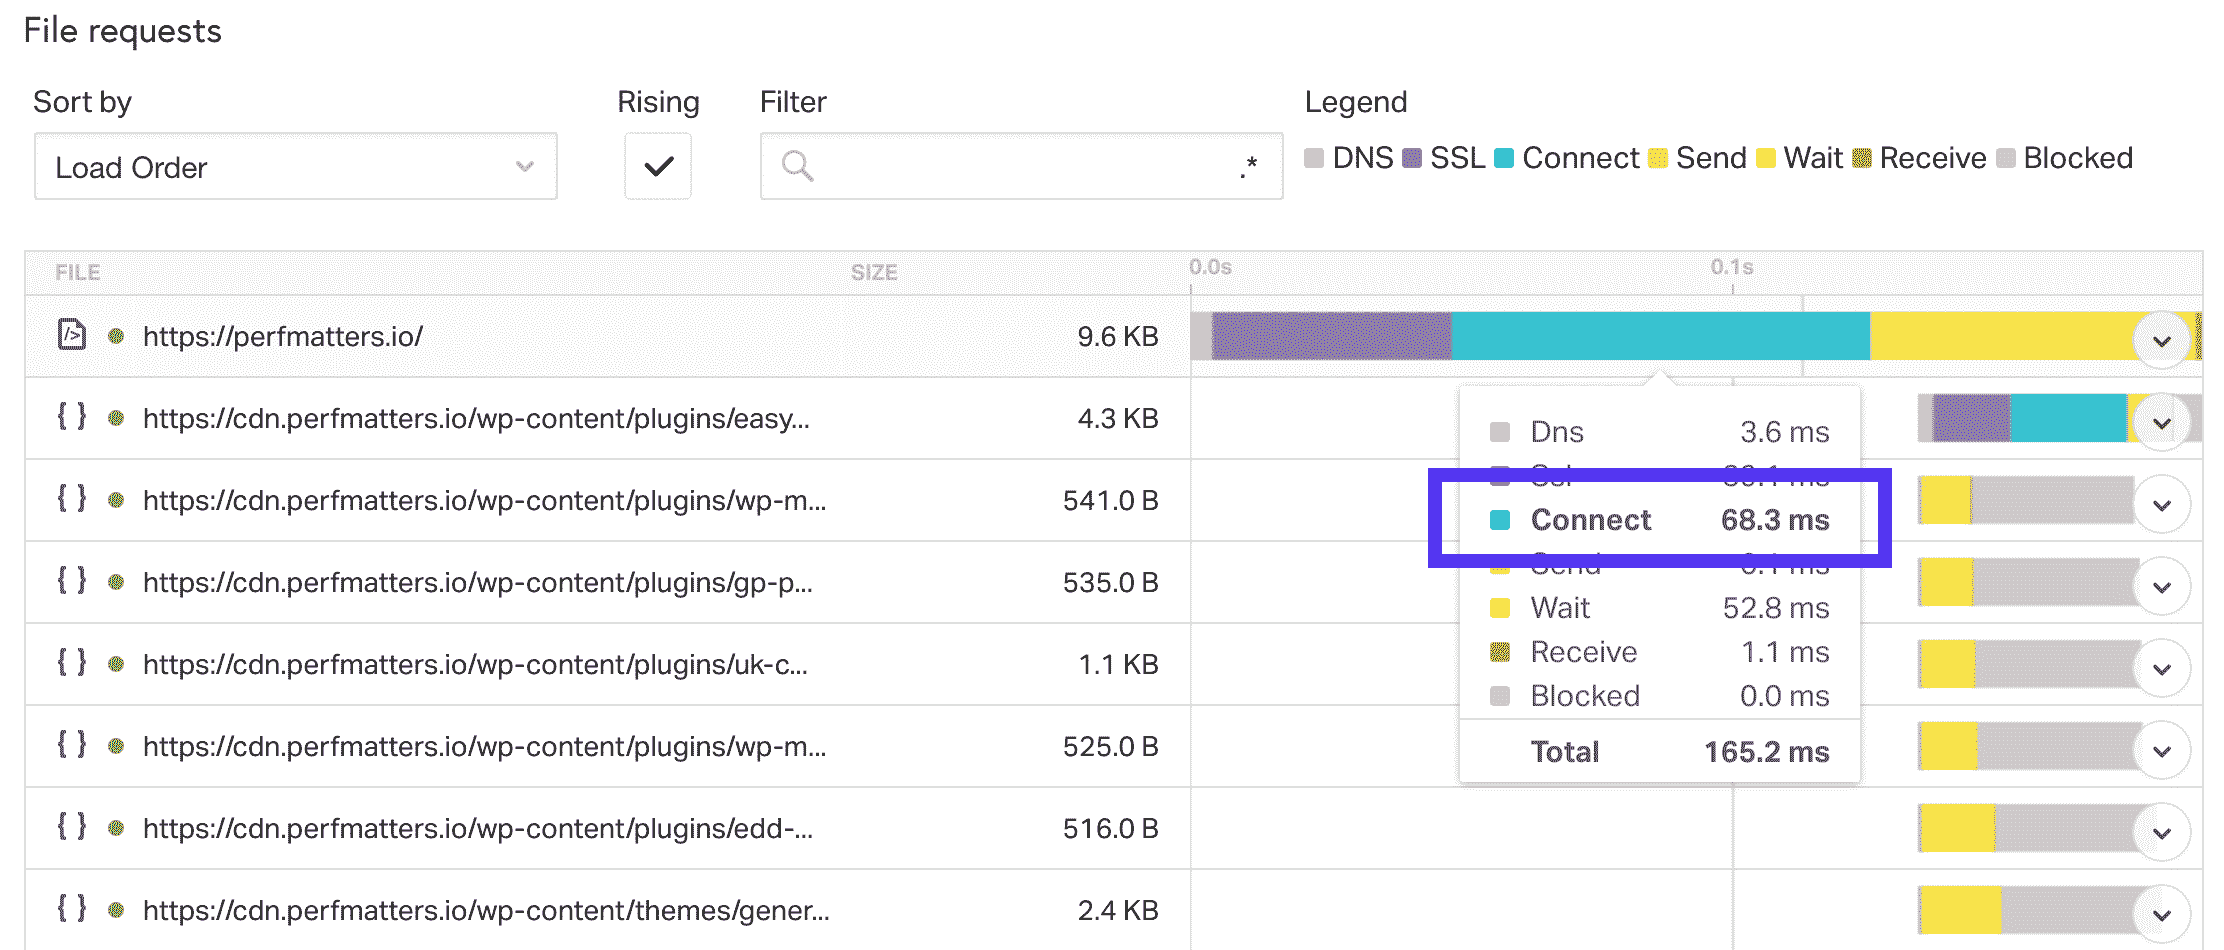 File requests
Sort by
Rising
Filter
Legend
Load Order
.*
DNS SSL Connect Send Wait Receive Blocked
FILE SIZE 0.0s 0.1s
https://perfmatters.io/ 9.6 KB
https://cdn.perfmatters.io/wp-content/plugins/easy... 4.3 KB
https://cdn.perfmatters.io/wp-content/plugins/wp-m... 541.0 B
https://cdn.perfmatters.io/wp-content/plugins/gp-p... 535.0 B
https://cdn.perfmatters.io/wp-content/plugins/uk-c... 1.1 KB
https://cdn.perfmatters.io/wp-content/plugins/wp-m... 525.0 B
https://cdn.perfmatters.io/wp-content/plugins/edd-... 516.0 B
https://cdn.perfmatters.io/wp-content/themes/gener... 2.4 KB
Dns 3.6 ms
Connect 68.3 ms
Send 0.1 ms
Wait 52.8 ms
Receive 1.1 ms
Blocked 0.0 ms
Total 165.2 ms